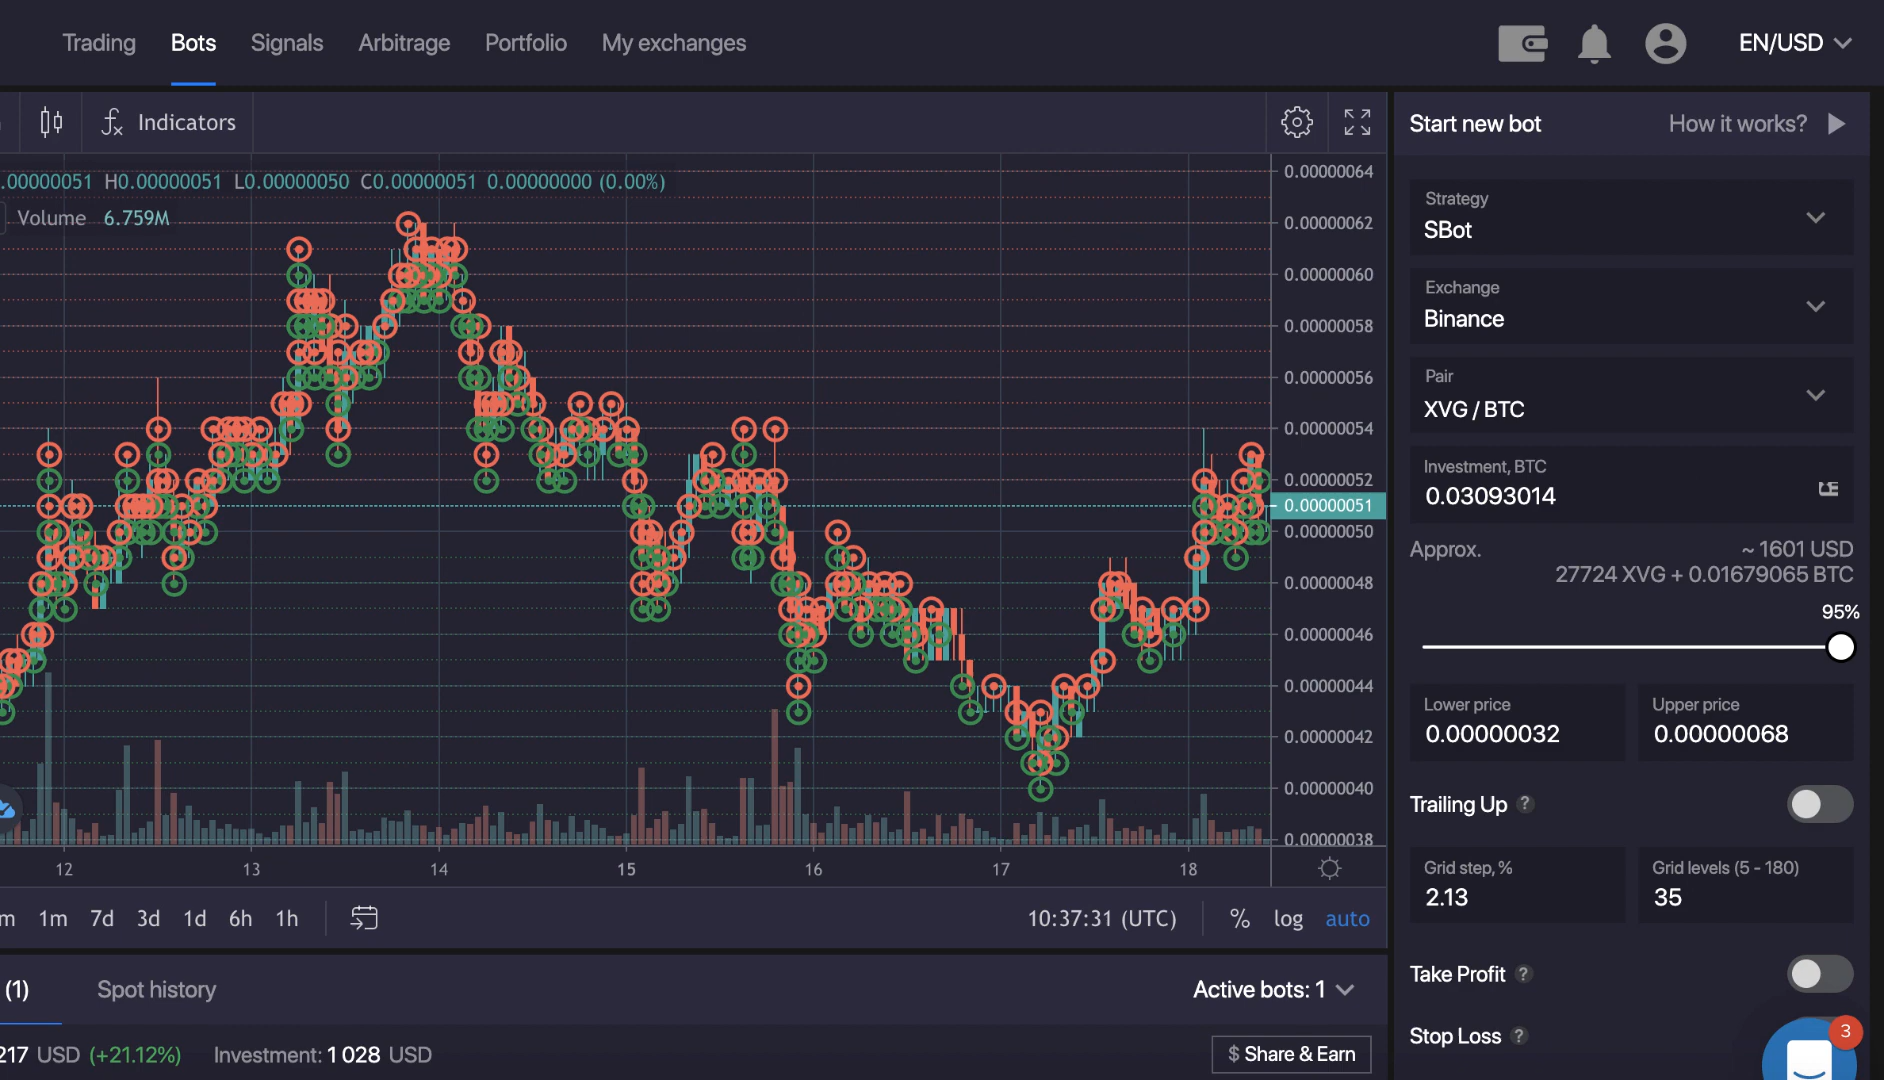 Trading Bots Signals Arbitrage Portfolio My exchanges EN/USD
Indicators
.00000051 H0.00000051 L0.00000050 C0.00000051 0.00000000 (0.00%)
Volume 6.759M
0.00000064
0.00000062
0.00000060
0.00000058
0.00000056
0.00000054
0.00000052
0.00000051
0.00000050
0.00000048
0.00000046
0.00000044
0.00000042
0.00000040
0.00000038
12 13 14 15 16 17 18
m 1m 7d 3d 1d 6h 1h 10:37:31 (UTC) % log auto
(1) Spot history Active bots: 1
217 USD (+21.12%) Investment: 1 028 USD $ Share & Earn
Start new bot How it works?
Strategy
SBot
Exchange
Binance
Pair
XVG / BTC
Investment, BTC
0.03093014
Approx. ~ 1601 USD
27724 XVG + 0.01679065 BTC
95%
Lower price Upper price
0.00000032 0.00000068
Trailing Up ?
Grid step, % Grid levels (5 - 180)
2.13 35
Take Profit ?
Stop Loss ?
3